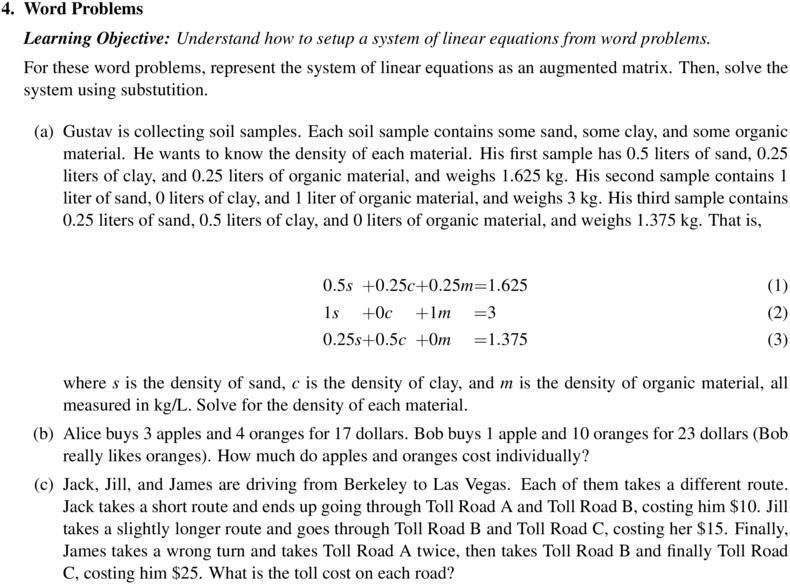 4. Word Problems
Learning Objective: Understand how to setup a system of linear equations from word problems.
For these word problems, represent the system of linear equations as an augmented matrix. Then, solve the
system using substutition.
(a) Gustav is collecting soil samples. Each soil sample contains some sand, some clay, and some organic
material. He wants to know the density of each material. His first sample has 0.5 liters of sand, 0.25
liters of clay, and 0.25 liters of organic material, and weighs 1.625 kg. His second sample contains 1
liter of sand, 0 liters of clay, and 1 liter of organic material, and weighs 3 kg. His third sample contains
0.25 liters of sand, 0.5 liters of clay, and 0 liters of organic material, and weighs 1.375 kg. That is,
0.5s +0.25c+0.25m=1.625 (1)
1s +0c +1m =3 (2)
0.25s+0.5c +0m =1.375 (3)
where s is the density of sand, c is the density of clay, and m is the density of organic material, all
measured in kg/L. Solve for the density of each material.
(b) Alice buys 3 apples and 4 oranges for 17 dollars. Bob buys 1 apple and 10 oranges for 23 dollars (Bob
really likes oranges). How much do apples and oranges cost individually?
(c) Jack, Jill, and James are driving from Berkeley to Las Vegas. Each of them takes a different route.
Jack takes a short route and ends up going through Toll Road A and Toll Road B, costing him $10. Jill
takes a slightly longer route and goes through Toll Road B and Toll Road C, costing her $15. Finally,
James takes a wrong turn and takes Toll Road A twice, then takes Toll Road B and finally Toll Road
C, costing him $25. What is the toll cost on each road?